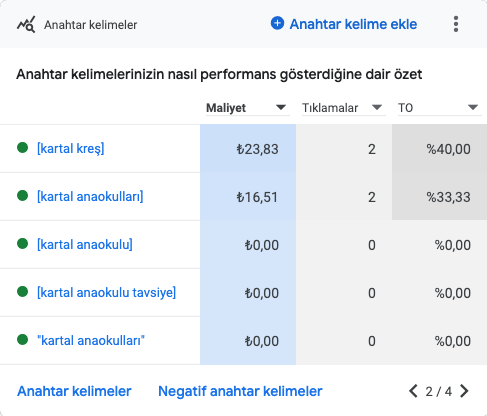 Anahtar kelimeler
Anahtar kelime ekle
Anahtar kelimelerinizin nasıl performans gösterdiğine dair özet
Maliyet Tıklamalar TO
[kartal kreş] ₺23,83 2 %40,00
[kartal anaokulları] ₺16,51 2 %33,33
[kartal anaokulu] ₺0,00 0 %0,00
[kartal anaokulu tavsiye] ₺0,00 0 %0,00
"kartal anaokulları" ₺0,00 0 %0,00
Anahtar kelimeler Negatif anahtar kelimeler 2 / 4